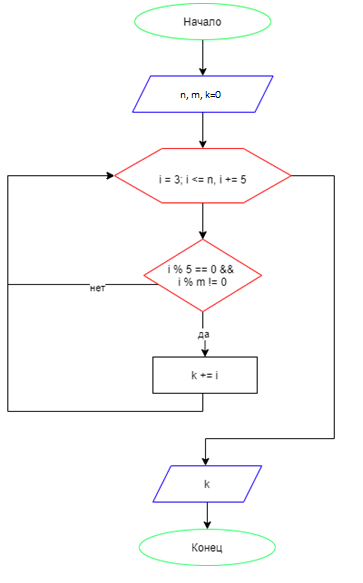 Начало
n, m, k=0
i = 3; i <= n, i += 5
i % 5 == 0 &&
i % m != 0
нет
да
k += i
k
Конец